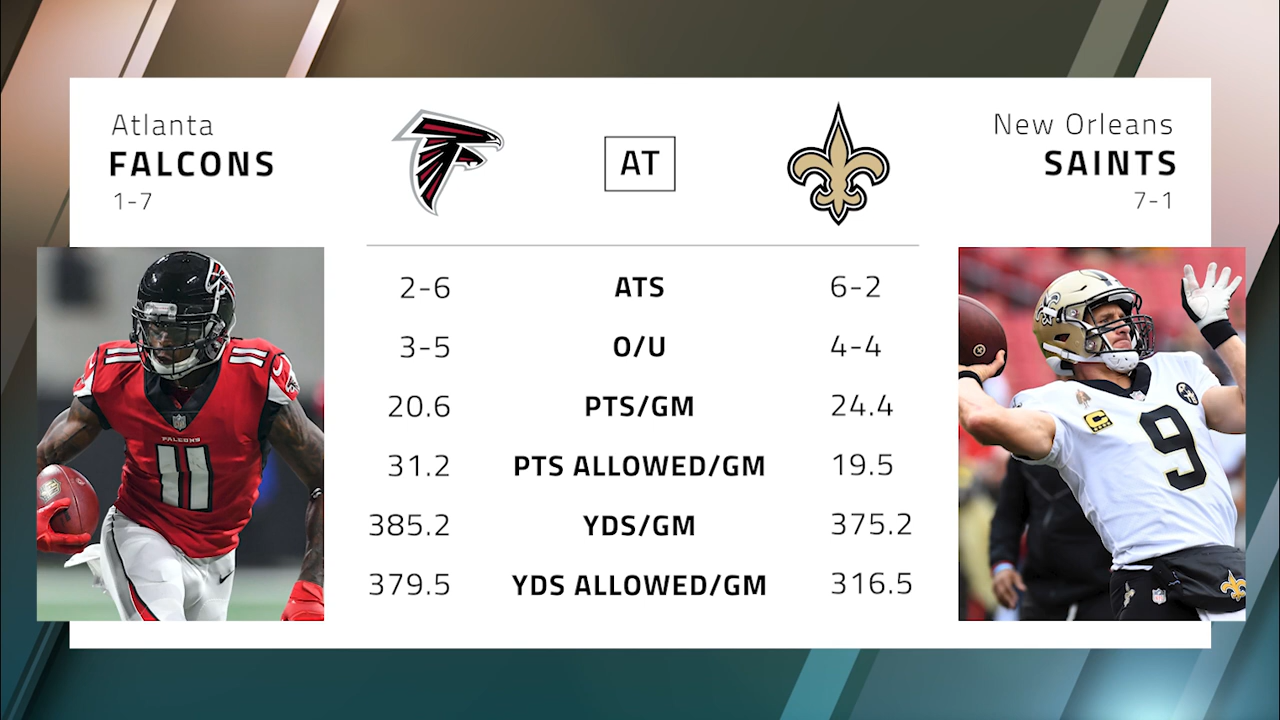 Atlanta
FALCONS
1-7
AT
New Orleans
SAINTS
7-1
2-6 ATS 6-2
3-5 O/U 4-4
20.6 PTS/GM 24.4
31.2 PTS ALLOWED/GM 19.5
385.2 YDS/GM 375.2
379.5 YDS ALLOWED/GM 316.5
11
11
FALCONS
11
C
9